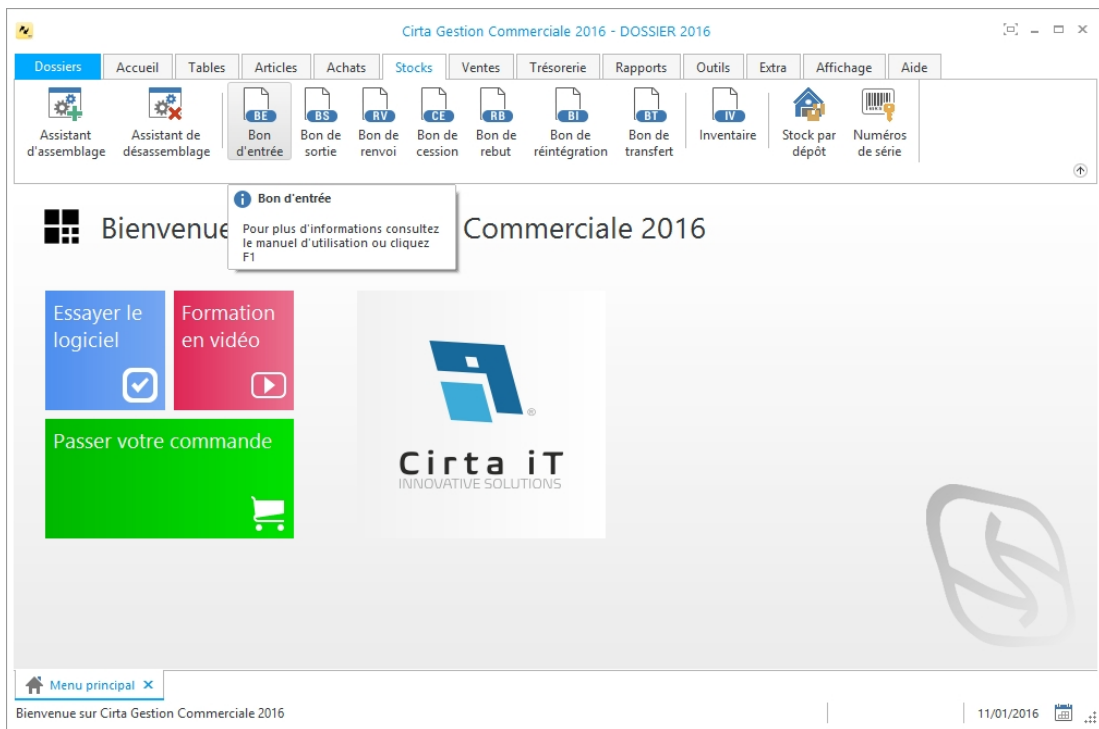 Cirta Gestion Commerciale 2016 - DOSSIER 2016
Dossiers Accueil Tables Articles Achats Stocks Ventes Trésorerie Rapports Outils Extra Affichage Aide
BE BS RV CE RB BI BT IV
Assistant d'assemblage
Assistant de désassemblage
Bon d'entrée
Bon de sortie
Bon de renvoi
Bon de cession
Bon de rebut
Bon de réintégration
Bon de transfert
Inventaire
Stock par dépôt
Numéros de série
Bon d'entrée
Pour plus d'informations consultez
le manuel d'utilisation ou cliquez
F1
Bienvenue Commerciale 2016
Essayer le
logiciel
Formation
en vidéo
Passer votre commande
Cirta iT
INNOVATIVE SOLUTIONS
Menu principal
Bienvenue sur Cirta Gestion Commerciale 2016
11/01/2016